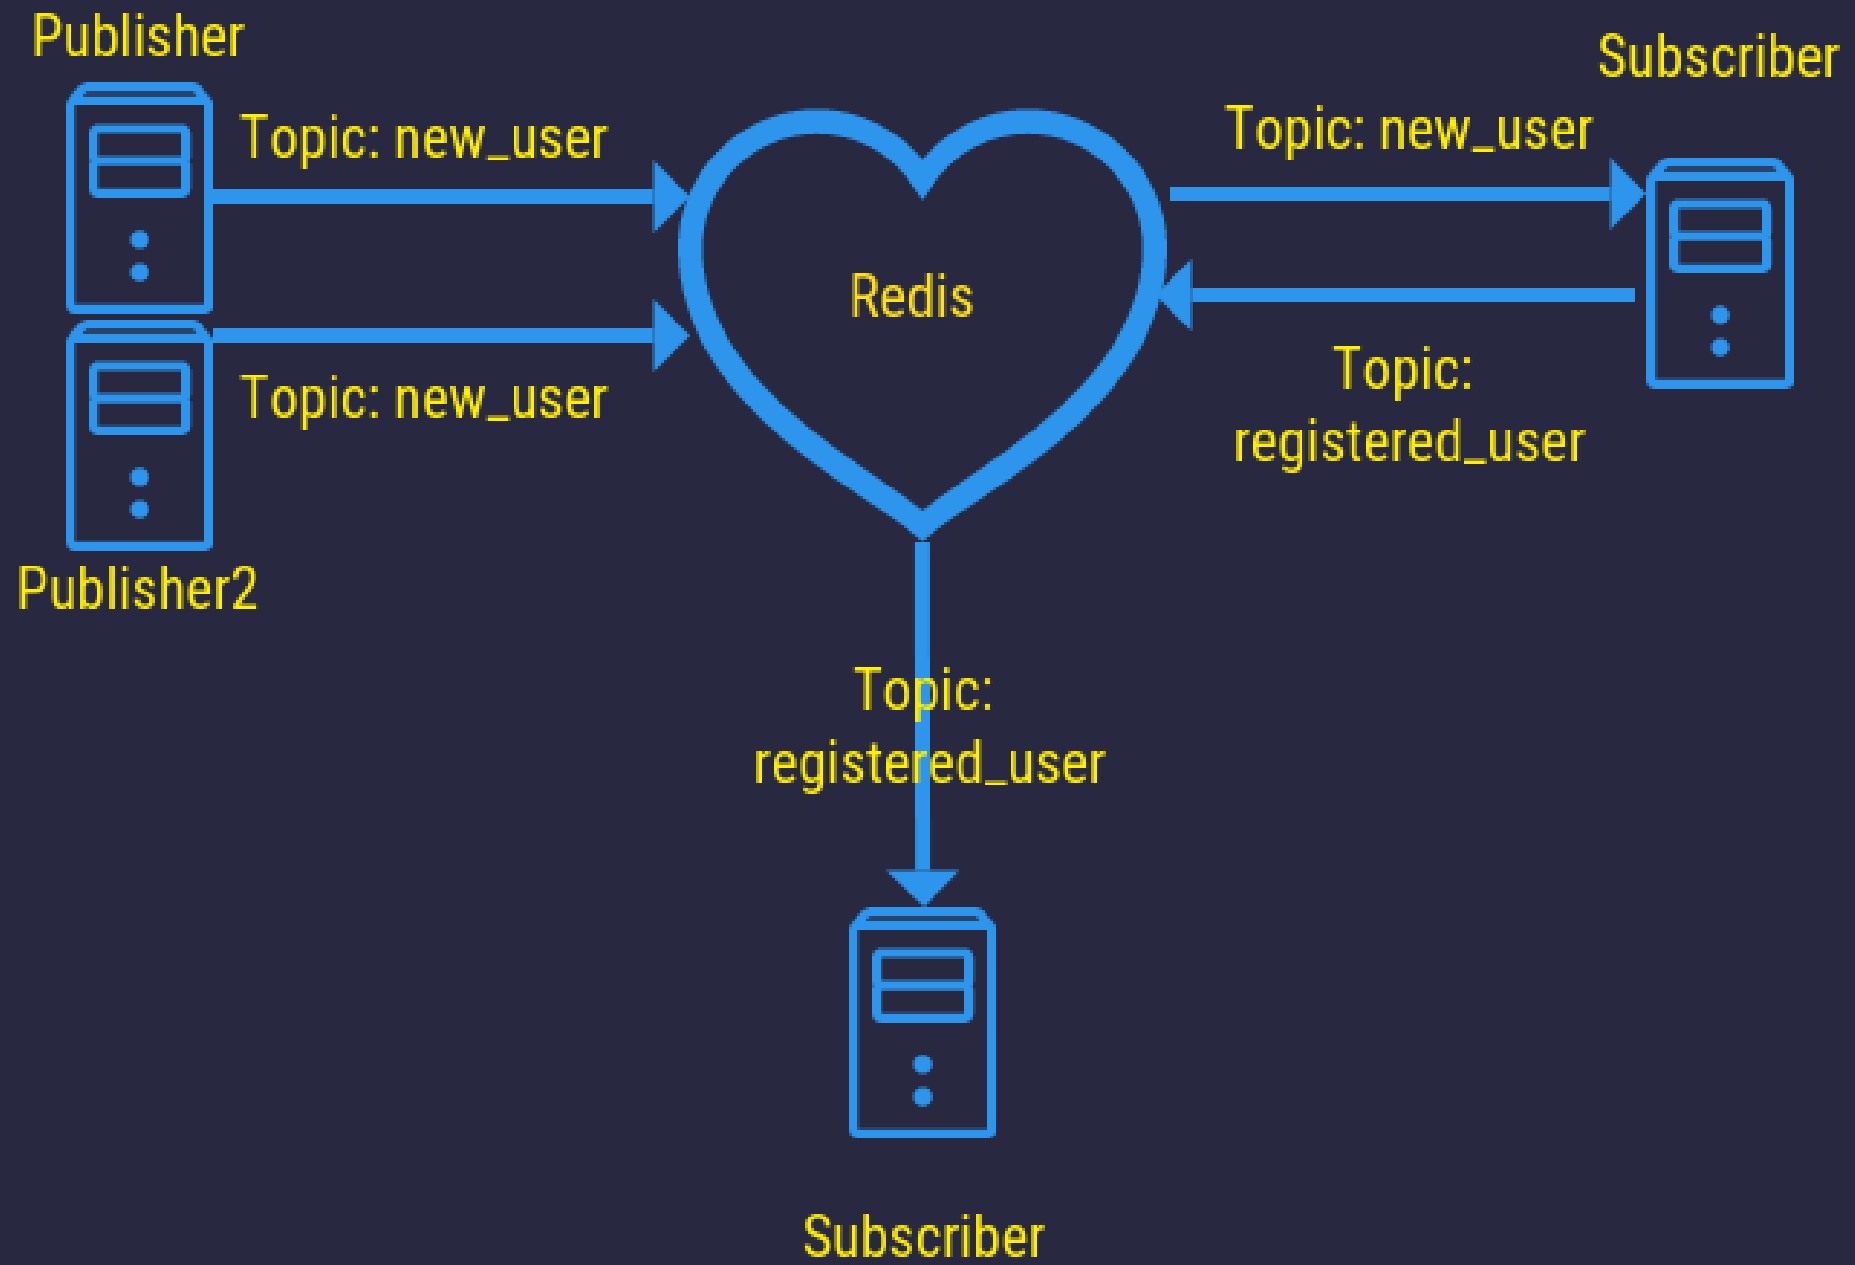 Publisher
Subscriber
Topic: new_user
Topic: new_user
Redis
Topic: new_user
Topic:
registered_user
Publisher2
Topic:
registered_user
Subscriber